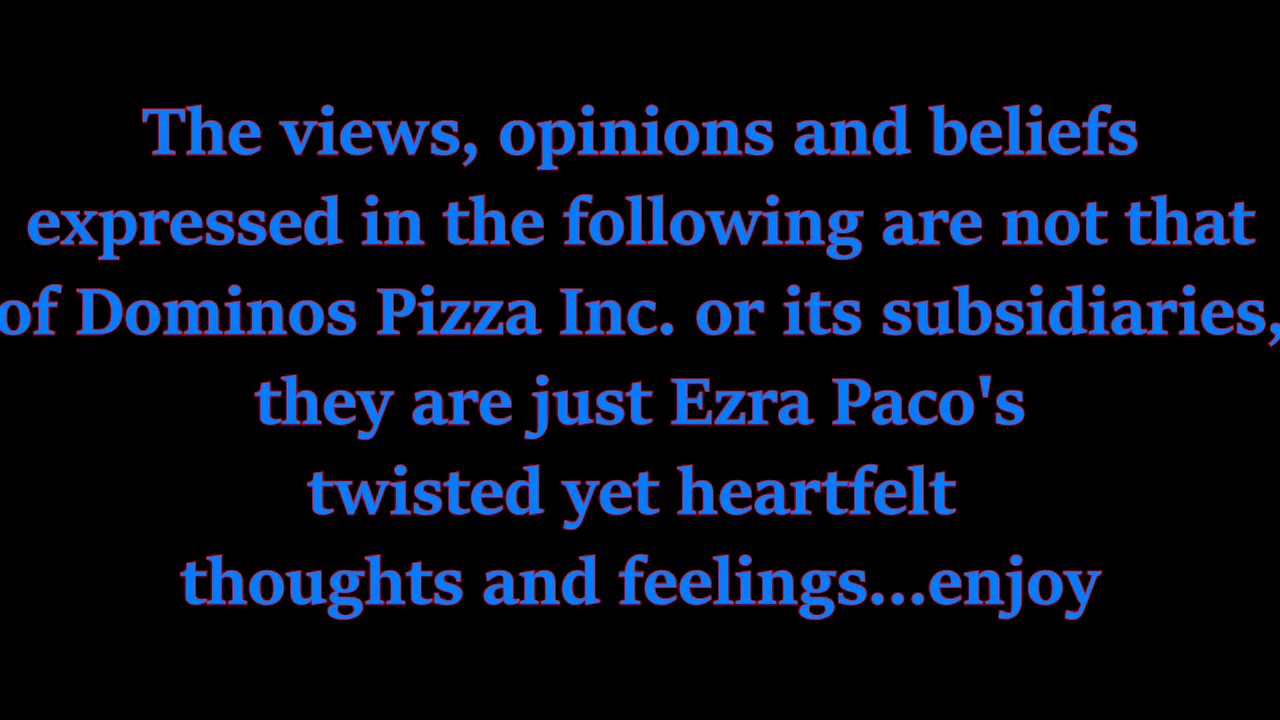 The views, opinions and beliefs
expressed in the following are not that
of Dominos Pizza Inc. or its subsidiaries,
they are just Ezra Paco's
twisted yet heartfelt
thoughts and feelings...enjoy